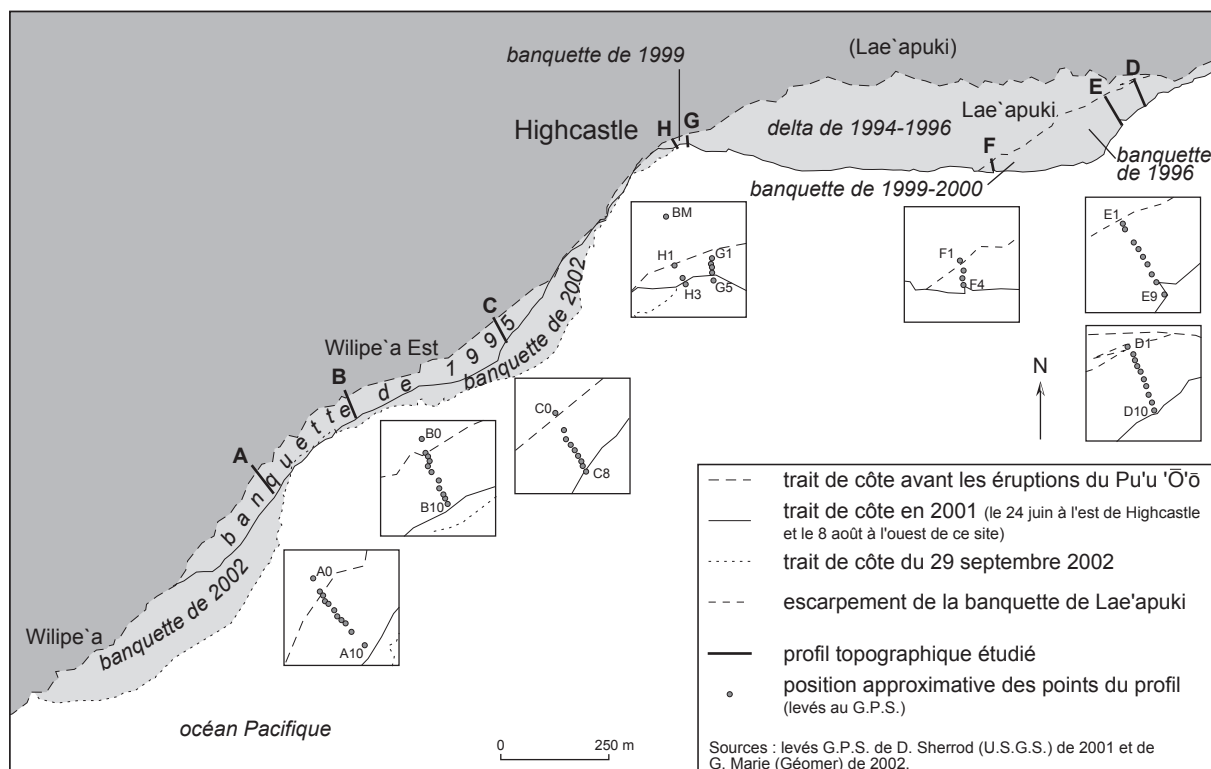 (Lae`apuki)
banquette de 1999
D
E
Lae`apuki
H G
Highcastle
delta de 1994-1996
F
banquette de 1996
banquette de 1999-2000
BM
H1
G1
H3
G5
F1
F4
E1
E9
D1
D10
C
banquette de 2002
Wilipe`a Est
B
banquette de 1995
A
C0
C8
B0
B10
A0
A10
banquette de 2002
Wilipe`a
océan Pacifique
0 250 m
N
trait de côte avant les éruptions du Pu'u 'Ō'ō
trait de côte en 2001 (le 24 juin à l'est de Highcastle
et le 8 août à l'ouest de ce site)
trait de côte du 29 septembre 2002
escarpement de la banquette de Lae'apuki
profil topographique étudié
position approximative des points du profil
(levés au G.P.S.)
Sources : levés G.P.S. de D. Sherrod (U.S.G.S.) de 2001 et de
G. Marie (Géomer) de 2002.